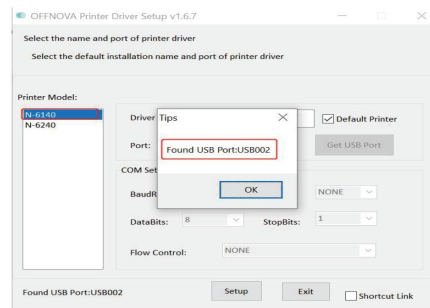 OFFNOVA Printer Driver Setup v1.6.7
Select the name and port of printer driver
Select the default installation name and port of printer driver
Printer Model:
N-6140
N-6240
Driver
Tips
Default Printer
Port:
Found USB Port:USB002
Get USB Port
COM Set
OK
BaudR
NONE
DataBits: 8 StopBits: 1
Flow Control: NONE
Found USB Port:USB002 Setup Exit Shortcut Link